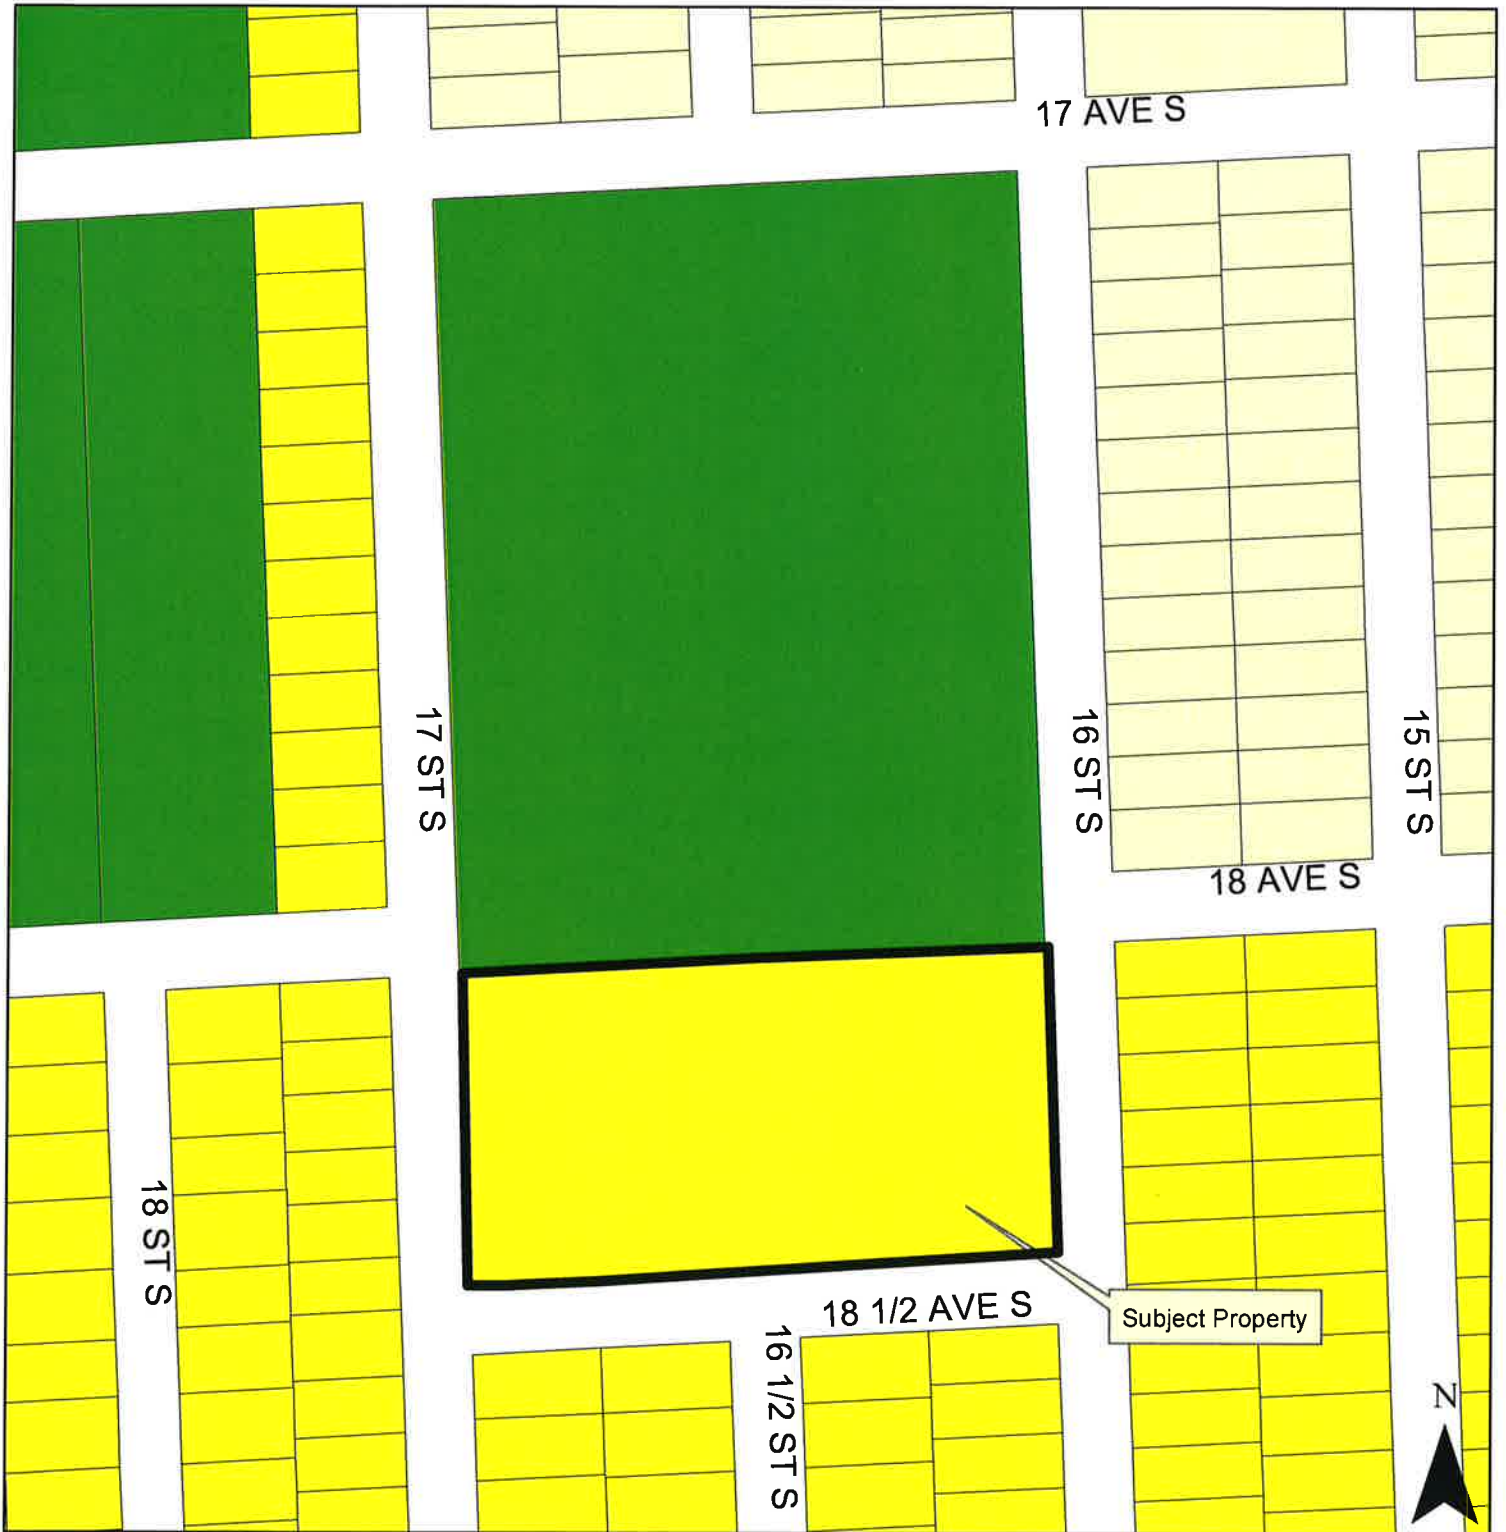 17 AVE S
17 ST S
16 ST S
15 ST S
18 AVE S
18 ST S
18 1/2 AVE S
Subject Property
16 1/2 ST S
N